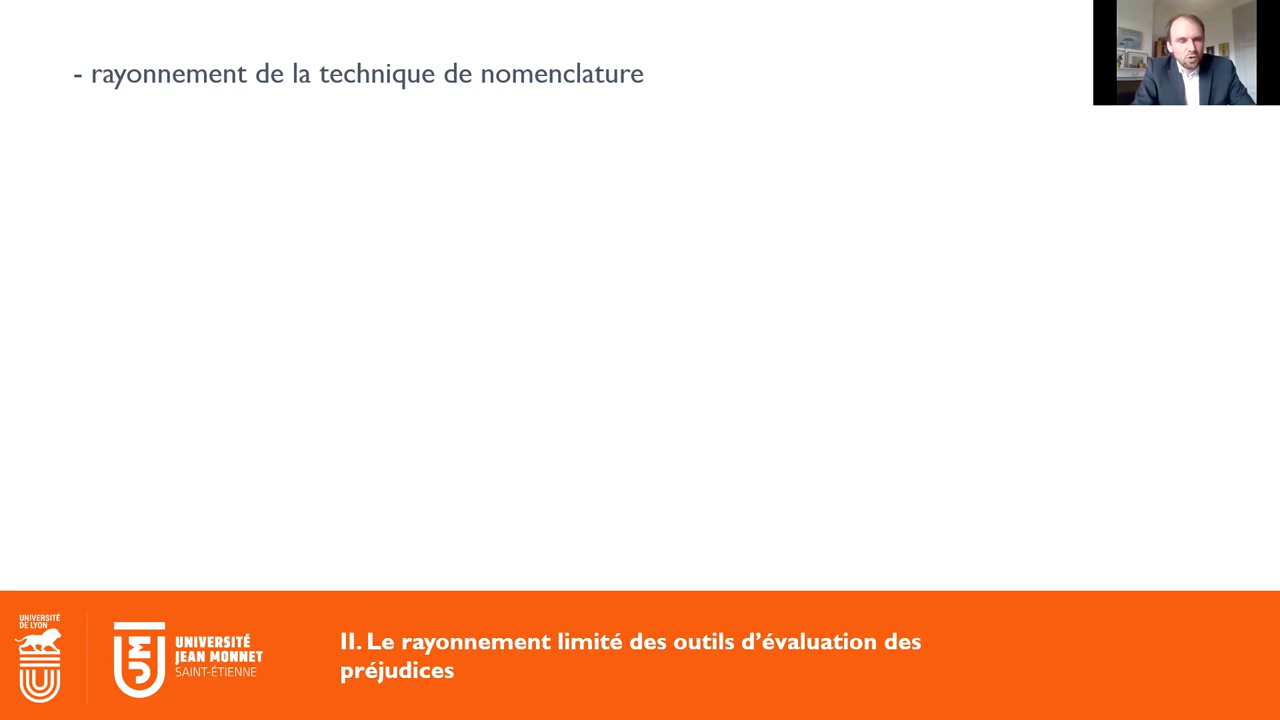 - rayonnement de la technique de nomenclature
UNIVERSITÉ
DE LYON
UNIVERSITÉ
JEAN MONNET
SAINT-ÉTIENNE
II. Le rayonnement limité des outils d'évaluation des
préjudices